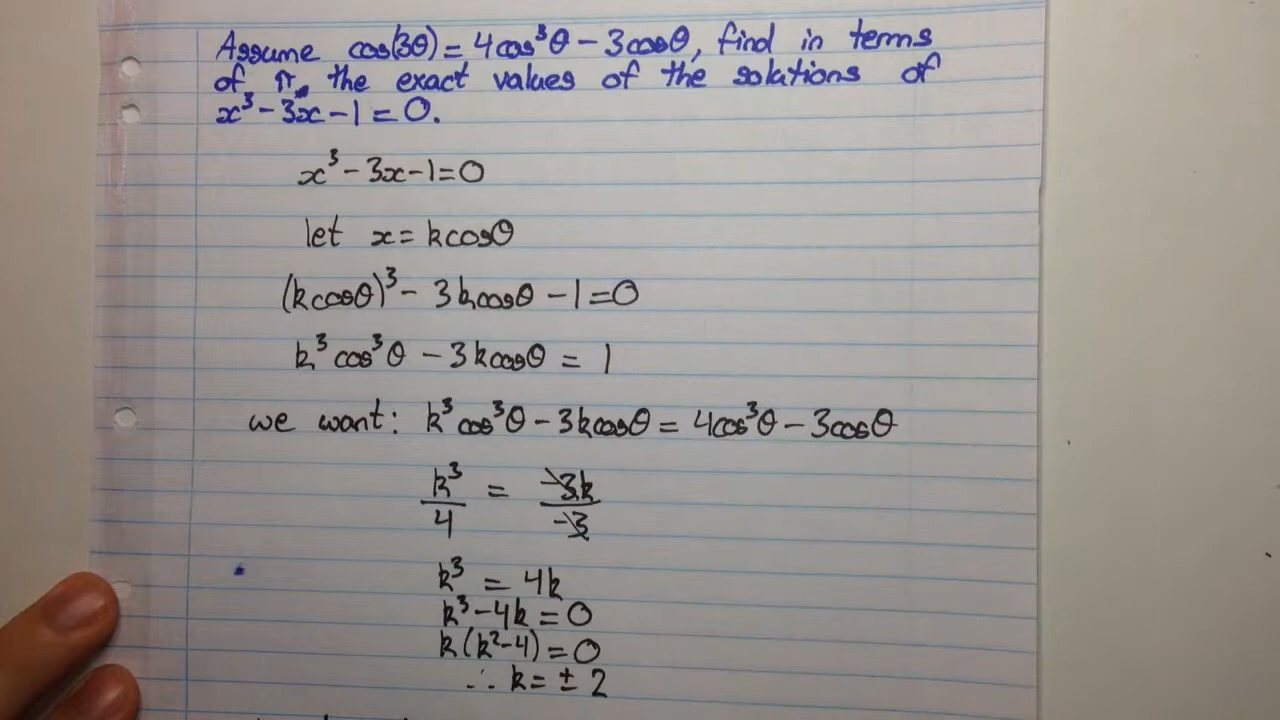 Assume cos(3θ) = 4cos³θ − 3cosθ, find in terms
of π, the exact values of the solutions of
x³ − 3x − 1 = 0.
x³ − 3x − 1 = 0
let x = kcosθ
(kcosθ)³ − 3kcosθ − 1 = 0
k³cos³θ − 3kcosθ = 1
we want: k³cos³θ − 3kcosθ = 4cos³θ − 3cosθ
k³/4 = −3k/−3
k³ = 4k
k³ − 4k = 0
k(k² − 4) = 0
∴ k = ± 2